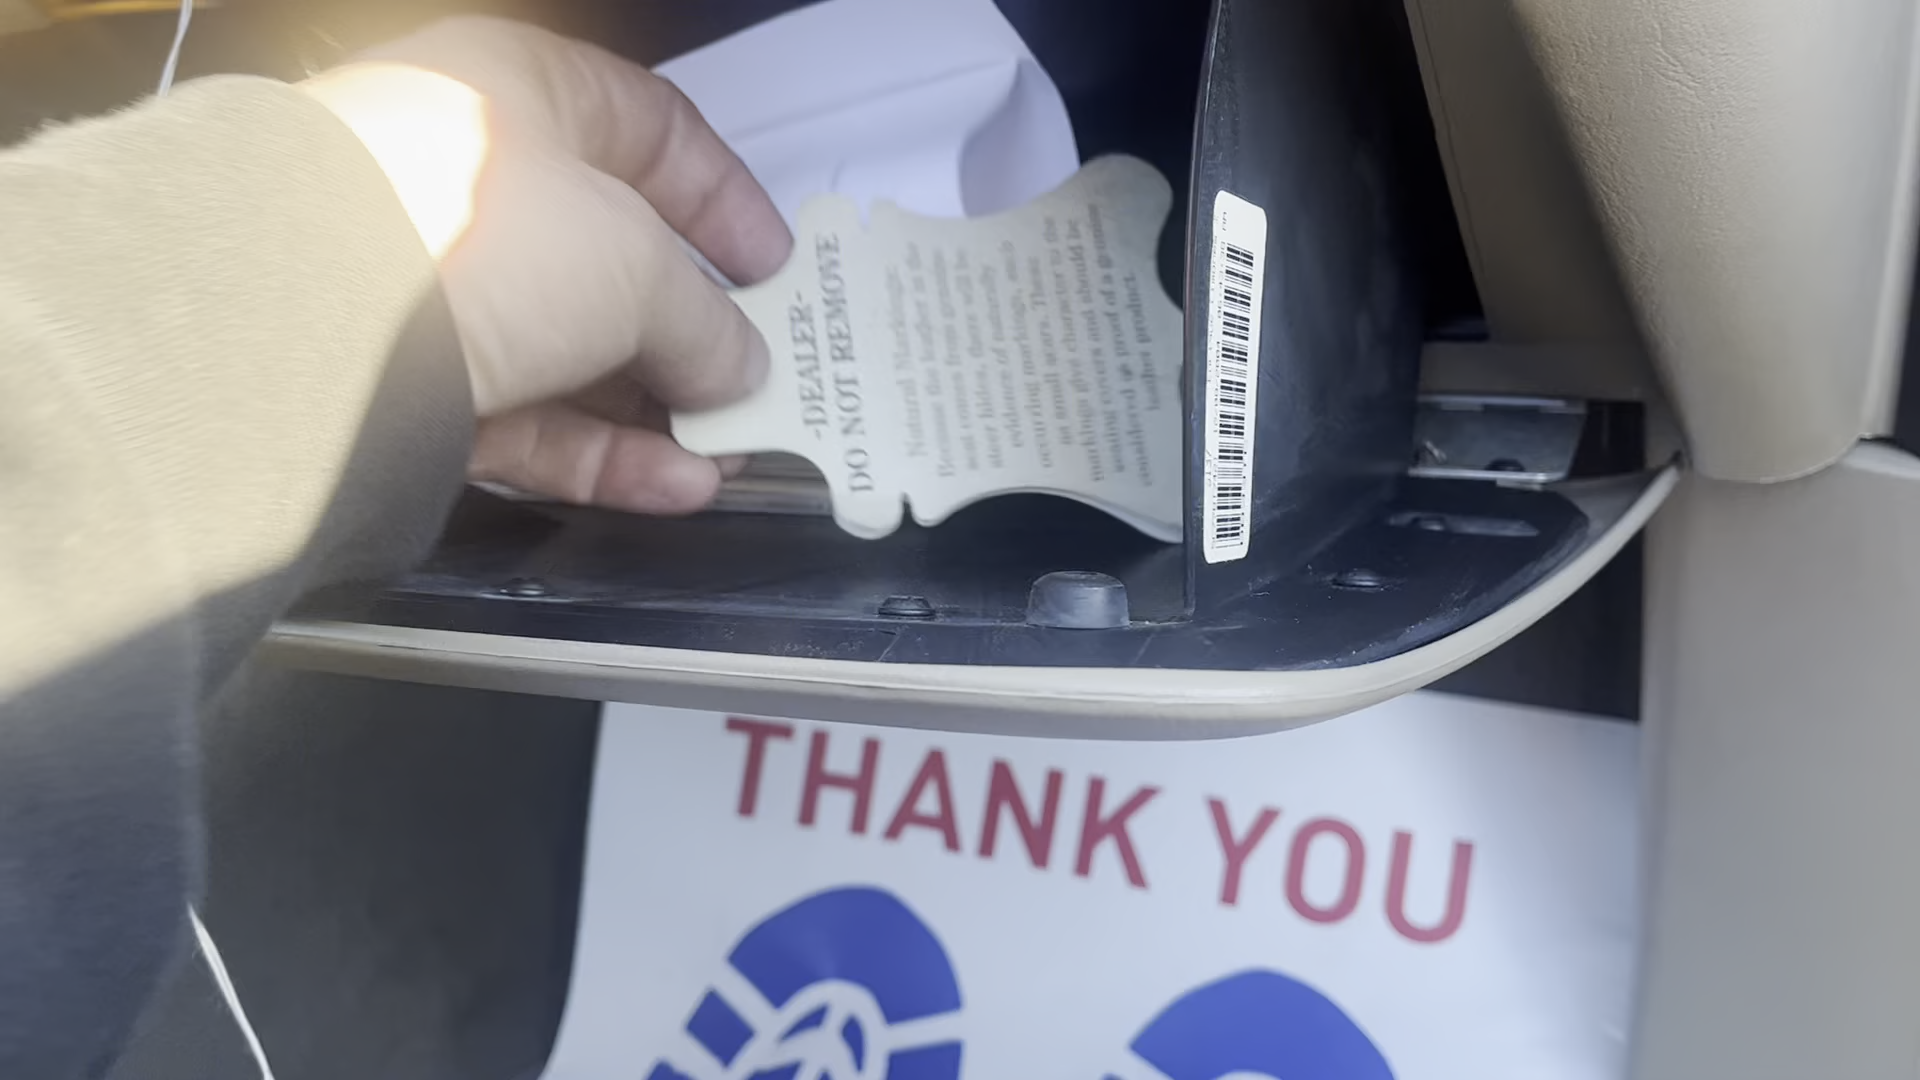 -DEALER-
DO NOT REMOVE
Natural Markings:
Because the leather in the
seat comes from genuine
steer hides, there will be
evidence of naturally
occurring markings, such
as small scars. These
markings give character to the
seating covers and should be
considered as proof of a genuine
leather product.
THANK YOU